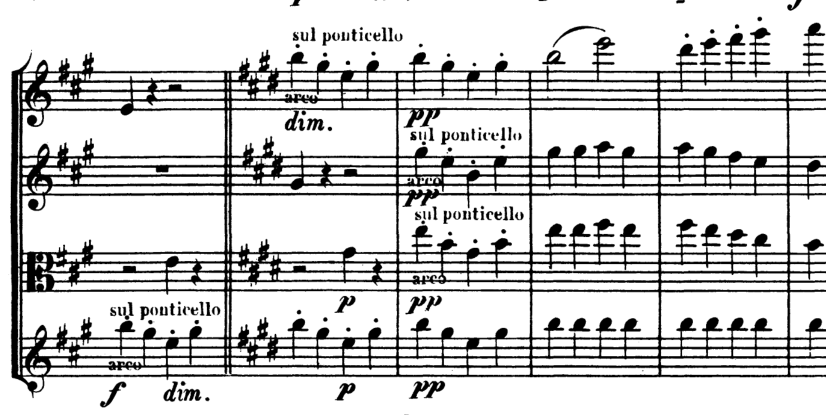 sul ponticello
arco
dim. pp
sul ponticello
arco
pp
sul ponticello
arco
p pp
sul ponticello
arco
f dim. p pp